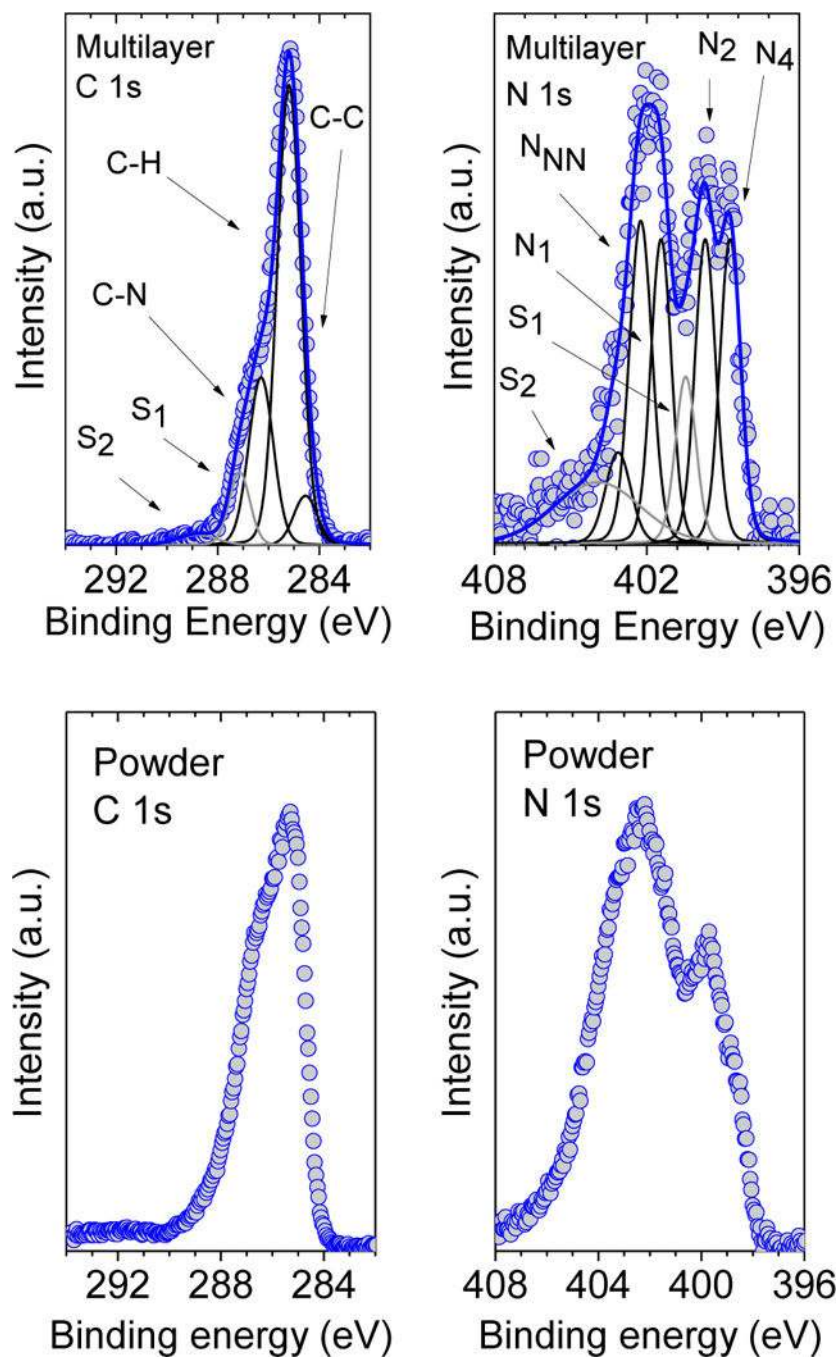 Multilayer
C 1s
C-C
C-H
C-N
S1
S2
Intensity (a.u.)
292 288 284
Binding Energy (eV)
Multilayer
N 1s
N2
N4
NNN
N1
S1
S2
Intensity (a.u.)
408 402 396
Binding Energy (eV)
Powder
C 1s
Intensity (a.u.)
292 288 284
Binding energy (eV)
Powder
N 1s
Intensity (a.u.)
408 404 400 396
Binding energy (eV)